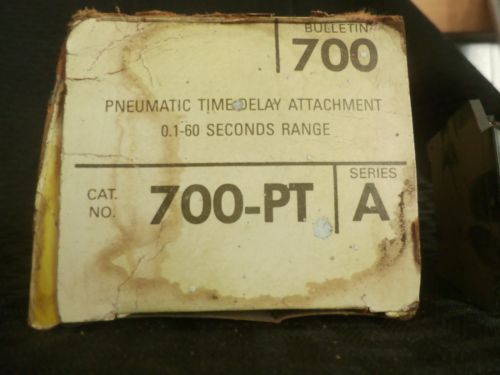 BULLETIN
700
PNEUMATIC TIME DELAY ATTACHMENT
0.1-60 SECONDS RANGE
CAT. NO. 700-PT
SERIES A